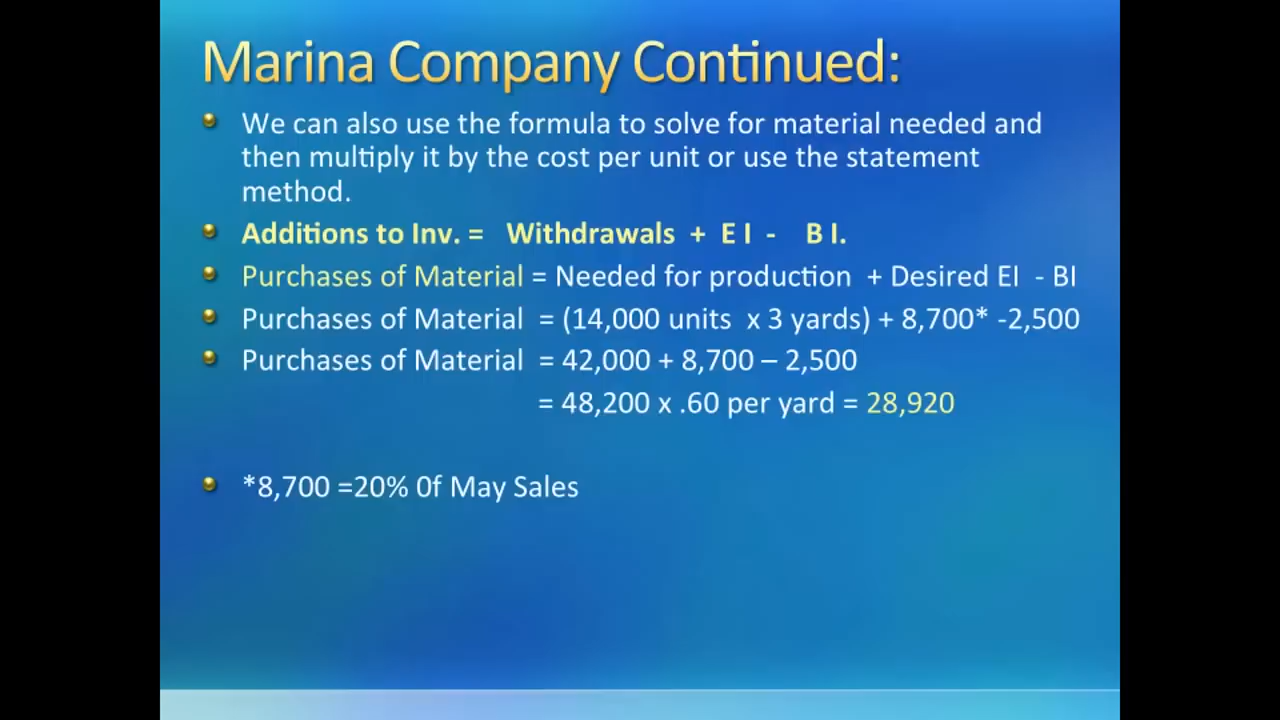 Marina Company Continued:
We can also use the formula to solve for material needed and
then multiply it by the cost per unit or use the statement
method.
Additions to Inv. = Withdrawals + E I - B I.
Purchases of Material = Needed for production + Desired EI - BI
Purchases of Material = (14,000 units x 3 yards) + 8,700* -2,500
Purchases of Material = 42,000 + 8,700 – 2,500
= 48,200 x .60 per yard = 28,920
*8,700 =20% 0f May Sales